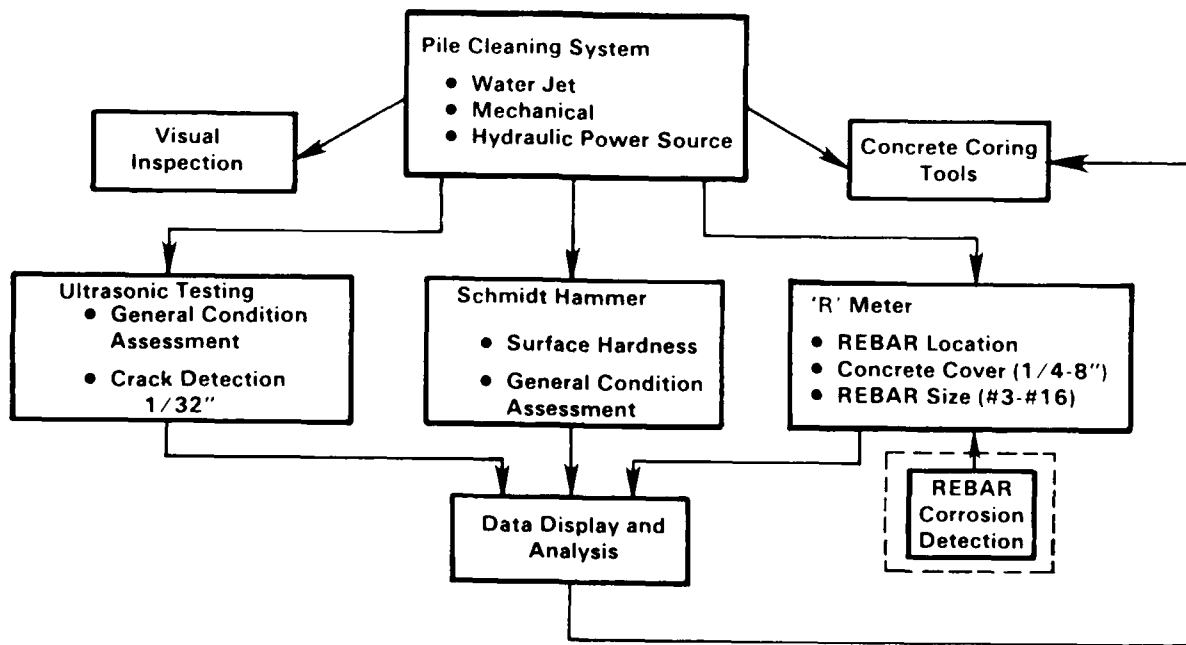 Pile Cleaning System
● Water Jet
● Mechanical
● Hydraulic Power Source
Visual
Inspection
Concrete Coring
Tools
Ultrasonic Testing
● General Condition
Assessment
● Crack Detection
1/32"
Schmidt Hammer
● Surface Hardness
● General Condition
Assessment
'R' Meter
● REBAR Location
● Concrete Cover (1/4-8")
● REBAR Size (#3-#16)
Data Display and
Analysis
REBAR
Corrosion
Detection